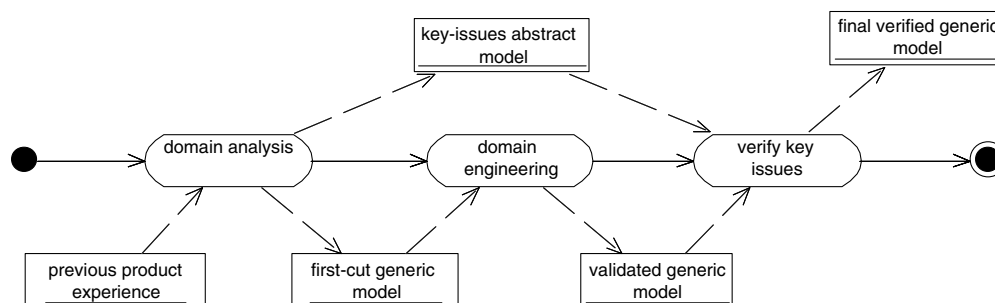 key-issues abstract
model
final verified generic
model
domain analysis
domain
engineering
verify key
issues
previous product
experience
first-cut generic
model
validated generic
model